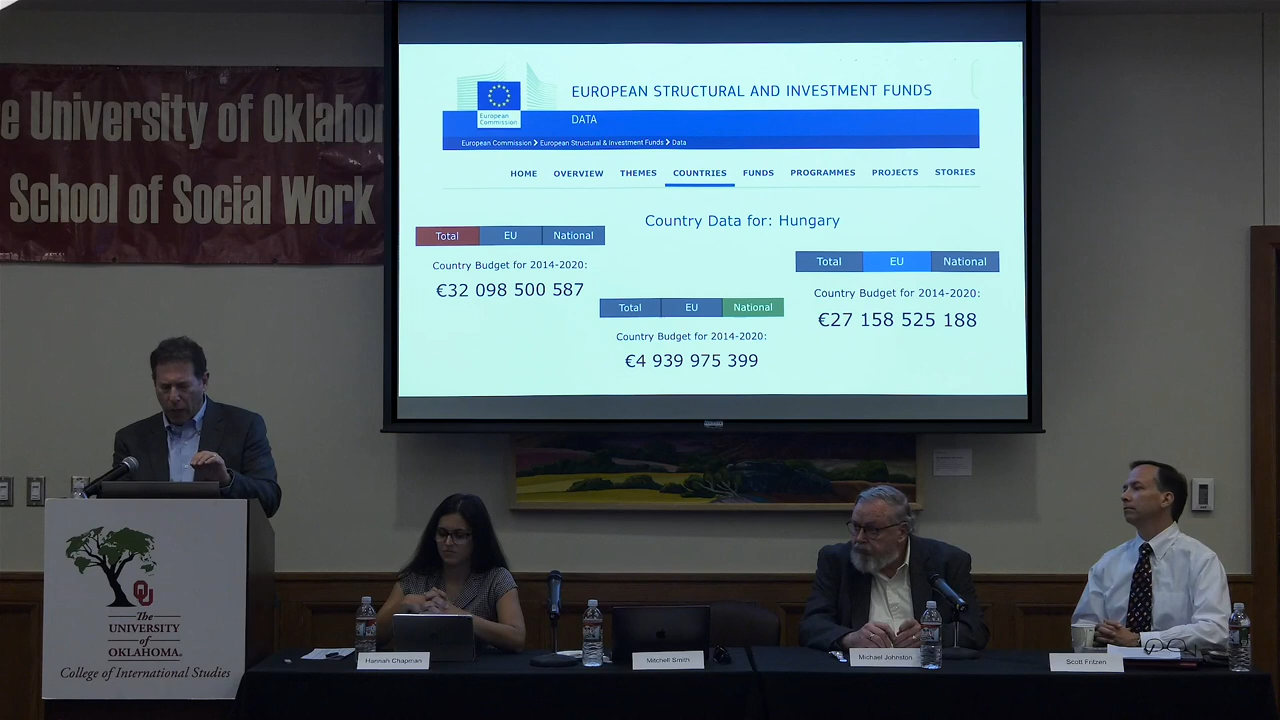 e University of Oklahom
School of Social Work
European
Commission
EUROPEAN STRUCTURAL AND INVESTMENT FUNDS
DATA
European Commission > European Structural & Investment Funds > Data
HOME OVERVIEW THEMES COUNTRIES FUNDS PROGRAMMES PROJECTS STORIES
Country Data for: Hungary
Total EU National
Country Budget for 2014-2020:
€32 098 500 587
Total EU National
Country Budget for 2014-2020:
€4 939 975 399
Total EU National
Country Budget for 2014-2020:
€27 158 525 188
OU
The
UNIVERSITY
of
OKLAHOMA
College of International Studies
Hannah Chapman
Mitchell Smith
Michael Johnston
Scott Fritzen